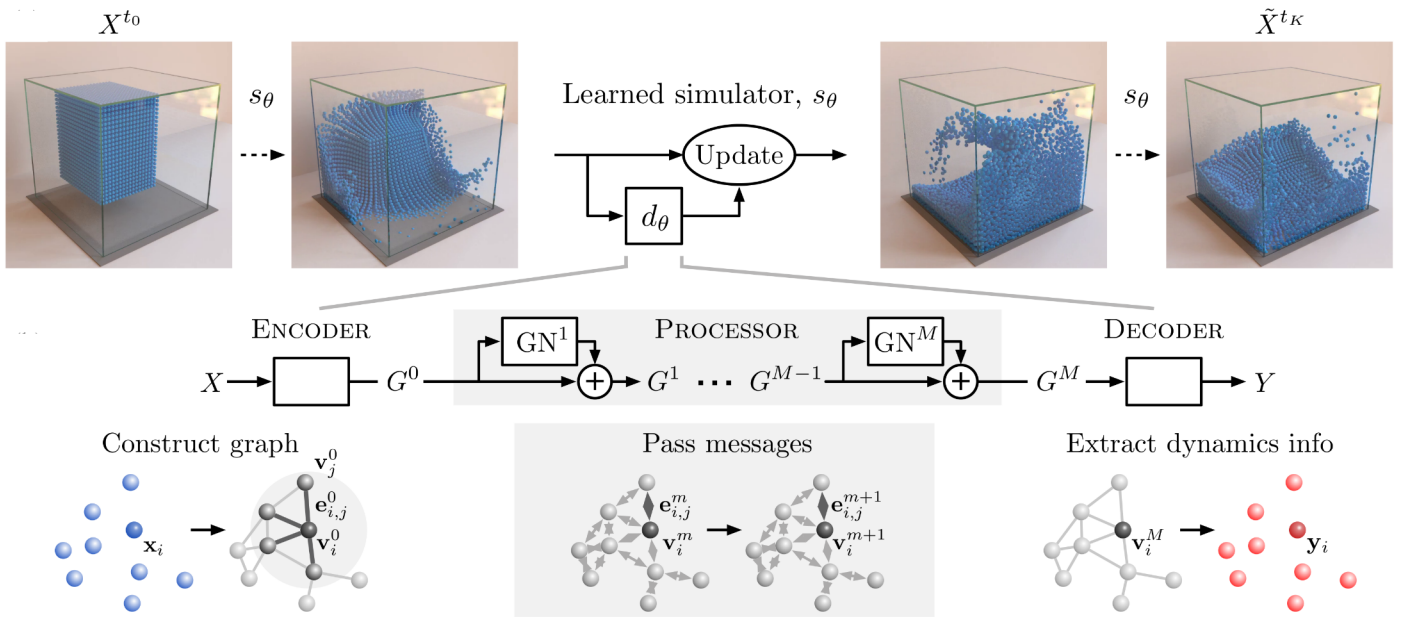 X^{t_0}
X̃^{t_K}
s_θ
Learned simulator, s_θ
s_θ
Update
d_θ
ENCODER
PROCESSOR
DECODER
GN^1
GN^M
X
G^0
+
G^1
···
G^{M−1}
+
G^M
Y
Construct graph
Pass messages
Extract dynamics info
v_j^0
e_{i,j}^0
v_i^0
x_i
e_{i,j}^m
v_i^m
e_{i,j}^{m+1}
v_i^{m+1}
v_i^M
y_i